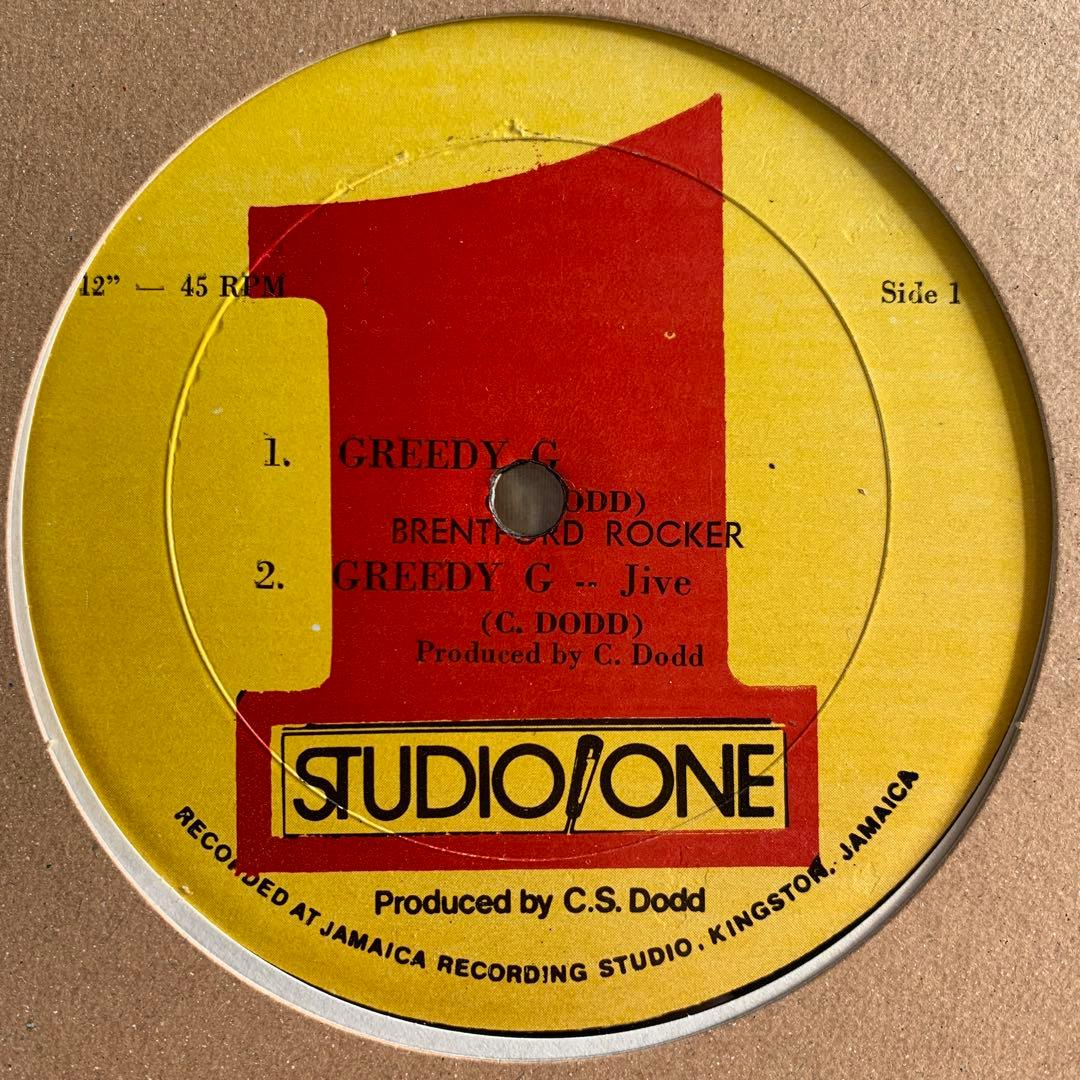 12” — 45 RPM
Side 1
1. GREEDY G
DODD)
BRENTFORD ROCKER
2. GREEDY G -- Jive
(C. DODD)
Produced by C. Dodd
STUDIO ONE
Produced by C.S. Dodd
RECORDED AT JAMAICA RECORDING STUDIO, KINGSTON, JAMAICA